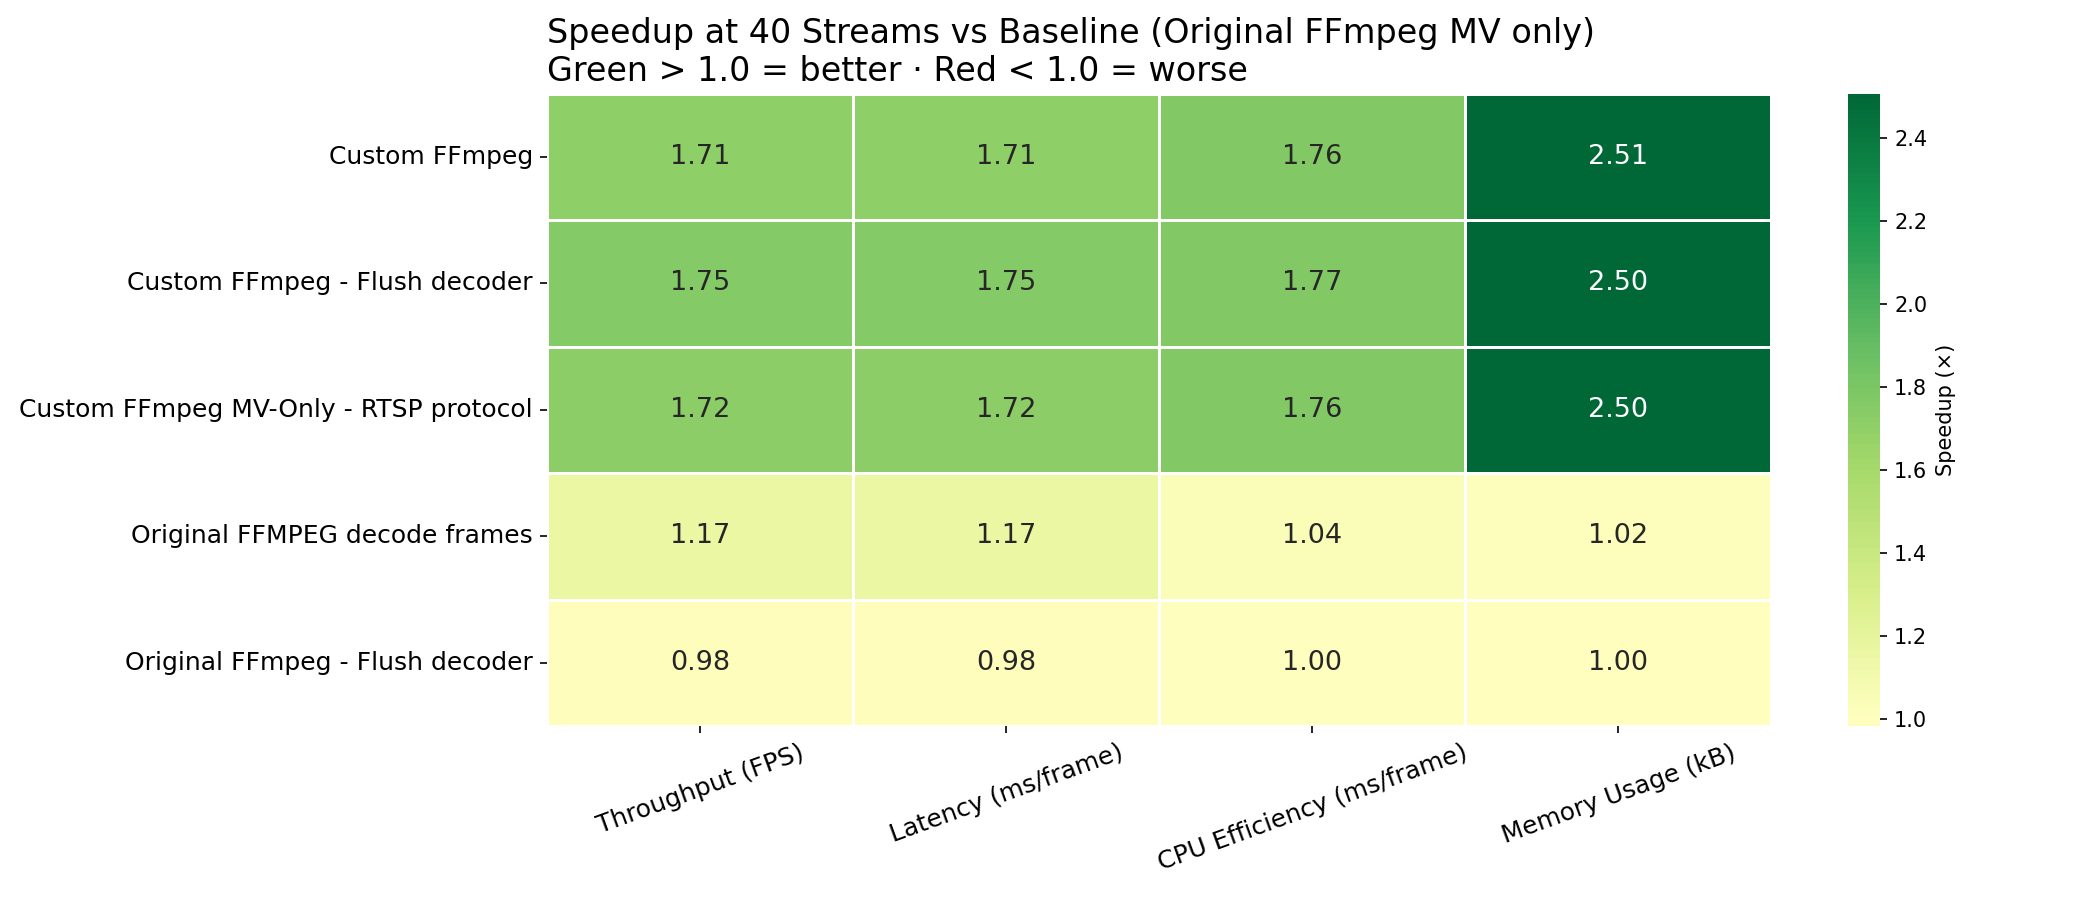 Speedup at 40 Streams vs Baseline (Original FFmpeg MV only)
Green > 1.0 = better · Red < 1.0 = worse
Custom FFmpeg 1.71 1.71 1.76 2.51
Custom FFmpeg - Flush decoder 1.75 1.75 1.77 2.50
Custom FFmpeg MV-Only - RTSP protocol 1.72 1.72 1.76 2.50
Original FFMPEG decode frames 1.17 1.17 1.04 1.02
Original FFmpeg - Flush decoder 0.98 0.98 1.00 1.00
Throughput (FPS)
Latency (ms/frame)
CPU Efficiency (ms/frame)
Memory Usage (kB)
2.4
2.2
2.0
1.8
1.6
1.4
1.2
1.0
Speedup (×)